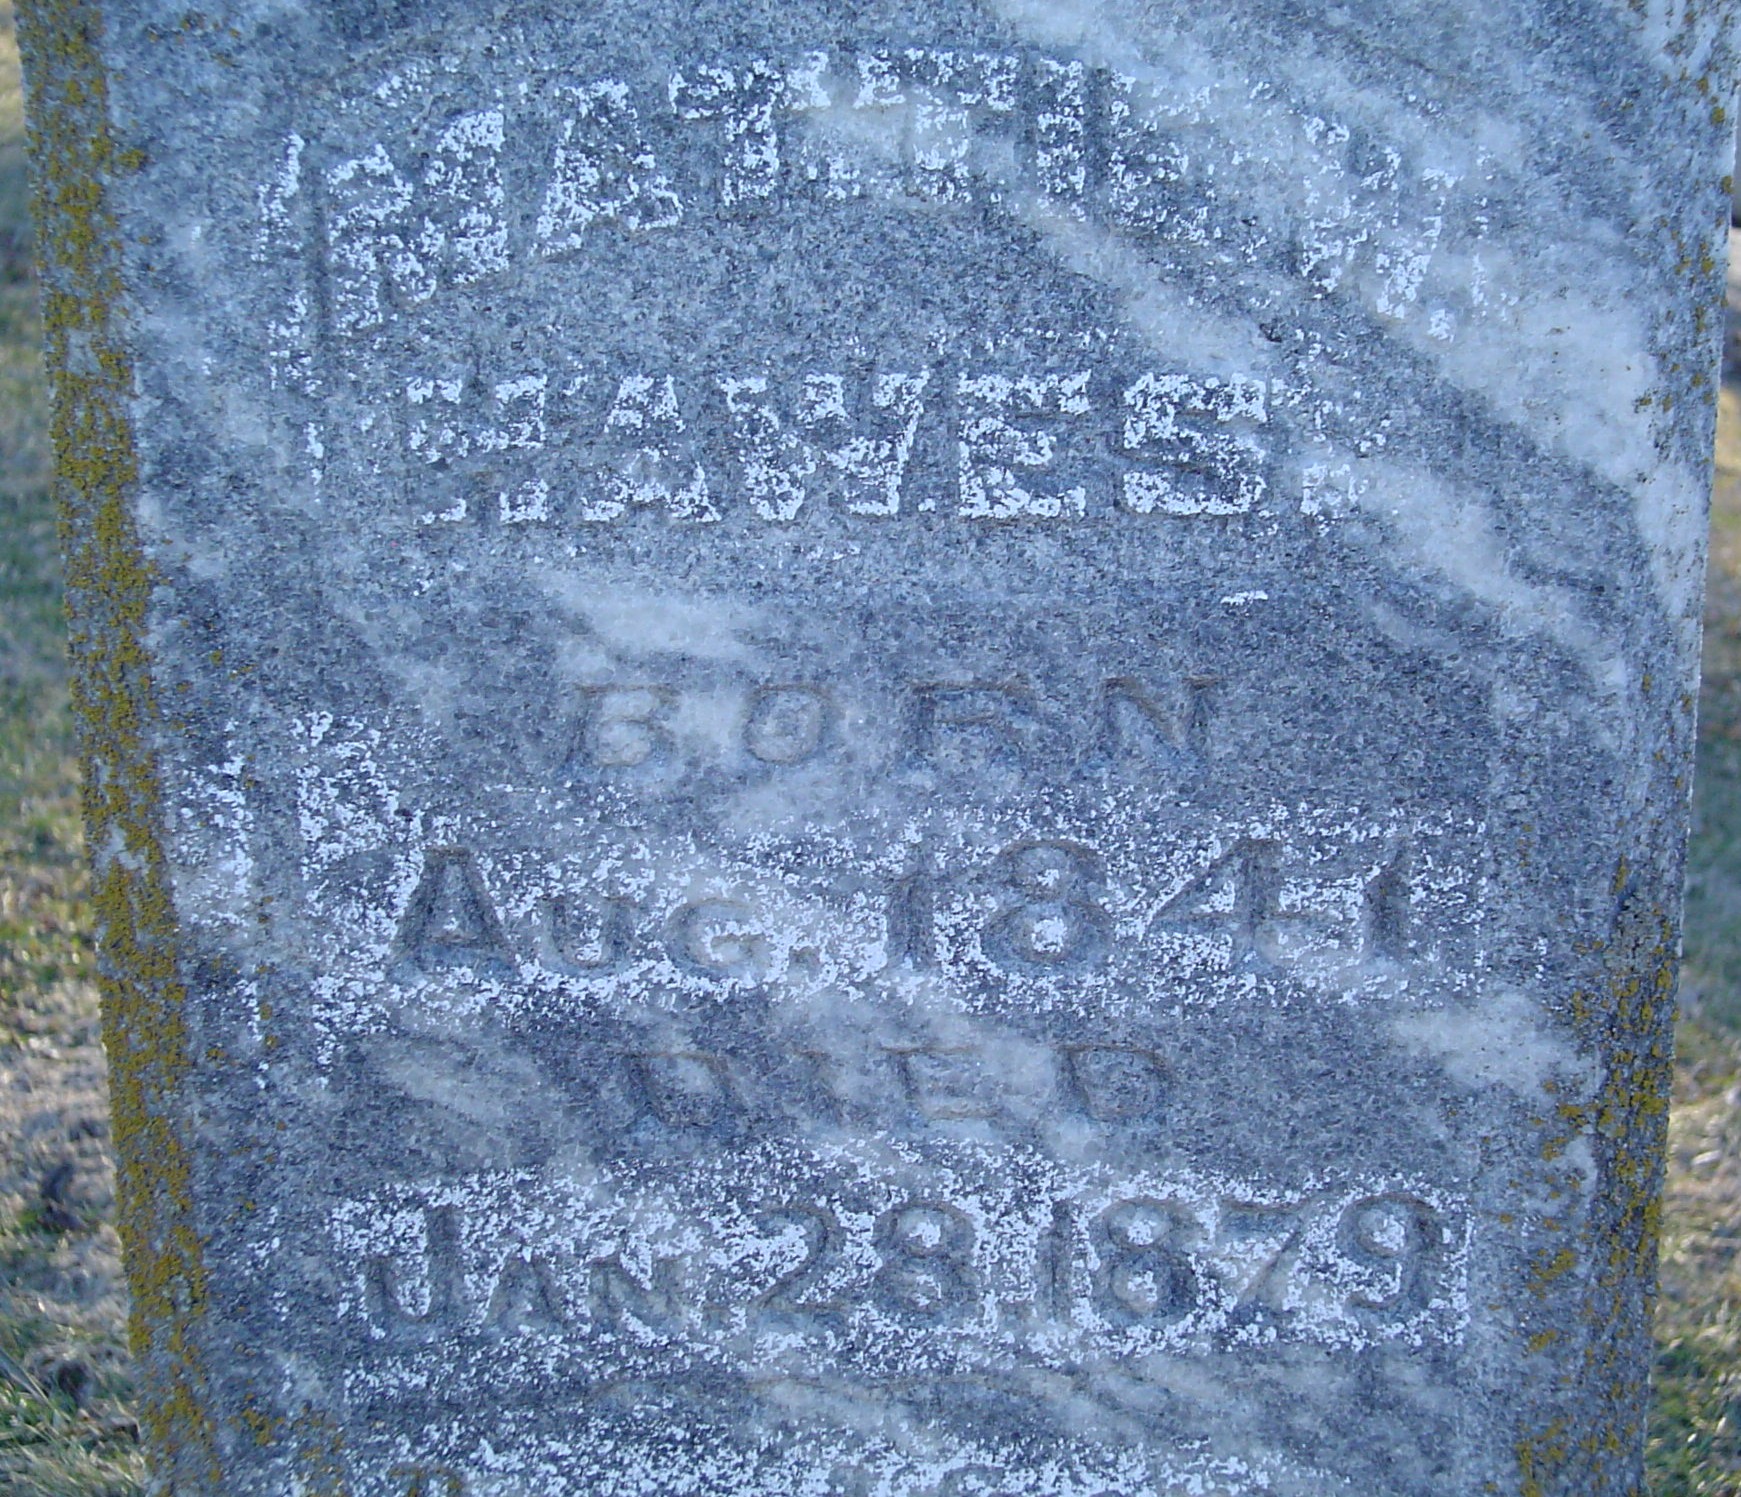 HAWES.
BORN
AUG. 1841
DIED
JAN. 28, 1879